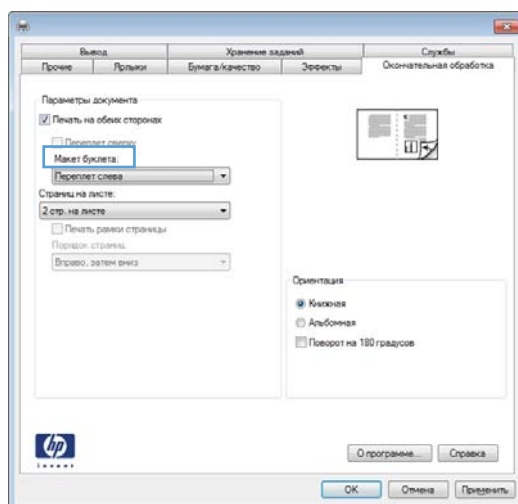 Вывод Хранение заданий Службы
Прочие Ярлыки Бумага/качество Эффекты Окончательная обработка
Параметры документа
Печать на обеих сторонах
Переплет сверху
Макет буклета:
Переплет слева
Страниц на листе:
2 стр. на листе
Печать рамки страницы
Порядок страниц:
Вправо, затем вниз
Ориентация
Книжная
Альбомная
Поворот на 180 градусов
hp
invent
О программе... Справка
OK Отмена Применить